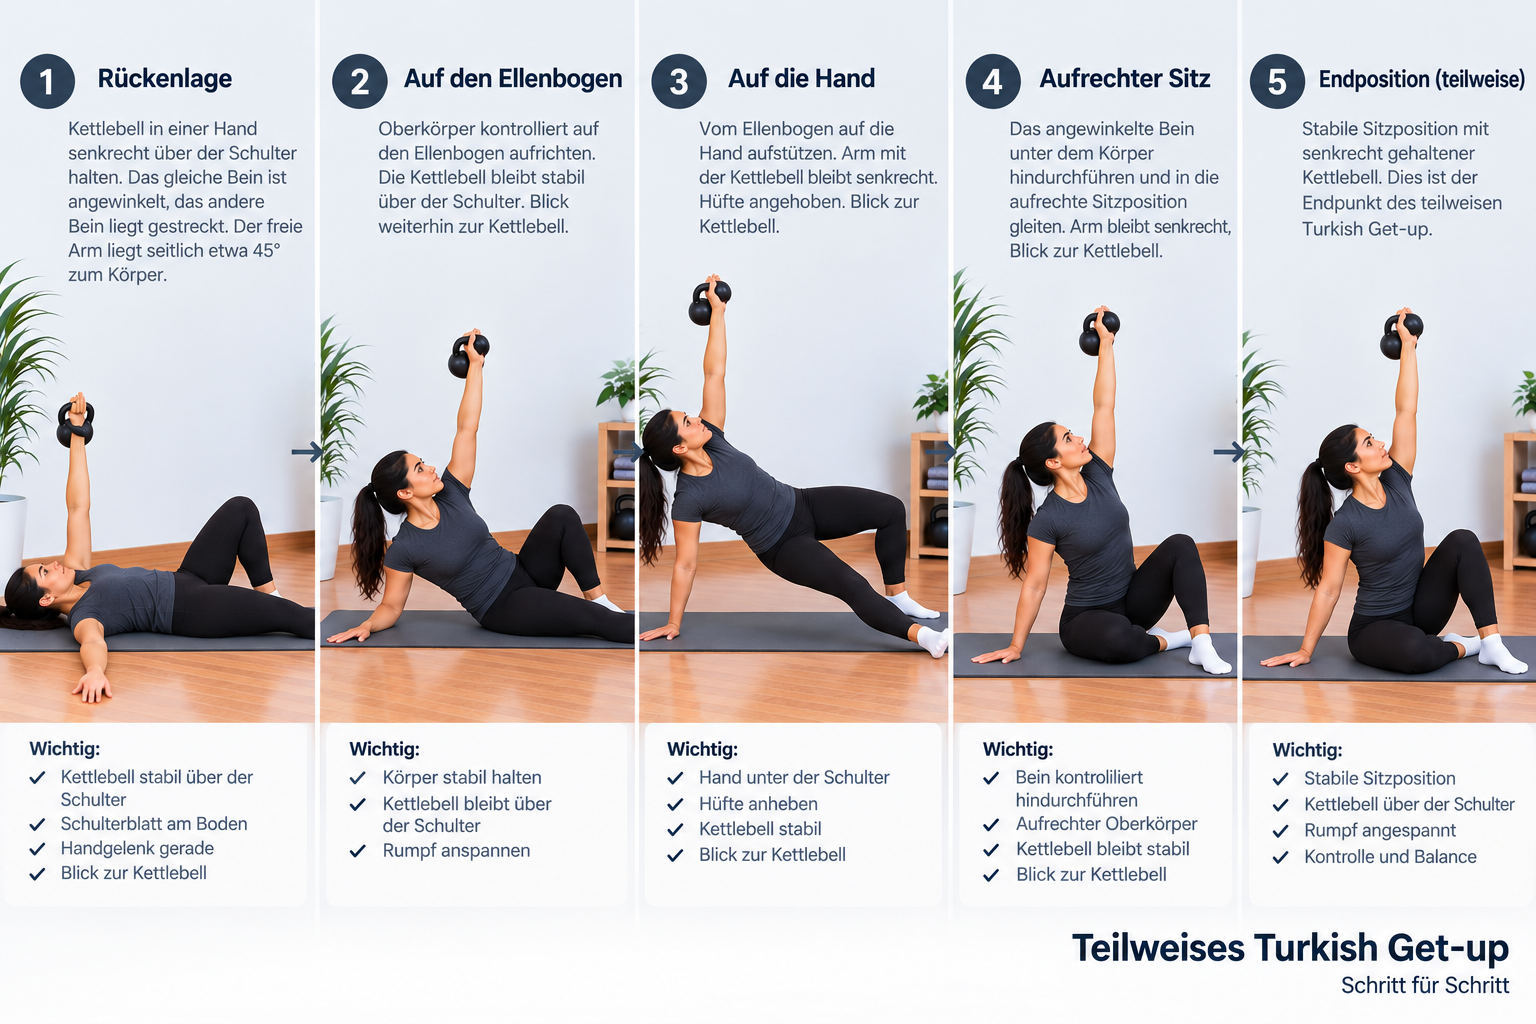 1 Rückenlage
Kettlebell in einer Hand
senkrecht über der Schulter
halten. Das gleiche Bein ist
angewinkelt, das andere
Bein liegt gestreckt. Der freie
Arm liegt seitlich etwa 45°
zum Körper.
2 Auf den Ellenbogen
Oberkörper kontrolliert auf
den Ellenbogen aufrichten.
Die Kettlebell bleibt stabil
über der Schulter. Blick
weiterhin zur Kettlebell.
3 Auf die Hand
Vom Ellenbogen auf die
Hand aufstützen. Arm mit
der Kettlebell bleibt senkrecht.
Hüfte angehoben. Blick zur
Kettlebell.
4 Aufrechter Sitz
Das angewinkelte Bein
unter dem Körper
hindurchführen und in die
aufrechte Sitzposition
gleiten. Arm bleibt senkrecht,
Blick zur Kettlebell.
5 Endposition (teilweise)
Stabile Sitzposition mit
senkrecht gehaltener
Kettlebell. Dies ist der
Endpunkt des teilweisen
Turkish Get-up.
Wichtig:
Kettlebell stabil über der
Schulter
Schulterblatt am Boden
Handgelenk gerade
Blick zur Kettlebell
Wichtig:
Körper stabil halten
Kettlebell bleibt über
der Schulter
Rumpf anspannen
Wichtig:
Hand unter der Schulter
Hüfte anheben
Kettlebell stabil
Blick zur Kettlebell
Wichtig:
Bein kontroliliert
hindurchführen
Aufrechter Oberkörper
Kettlebell bleibt stabil
Blick zur Kettlebell
Wichtig:
Stabile Sitzposition
Kettlebell über der Schulter
Rumpf angespannt
Kontrolle und Balance
Teilweises Turkish Get-up
Schritt für Schritt